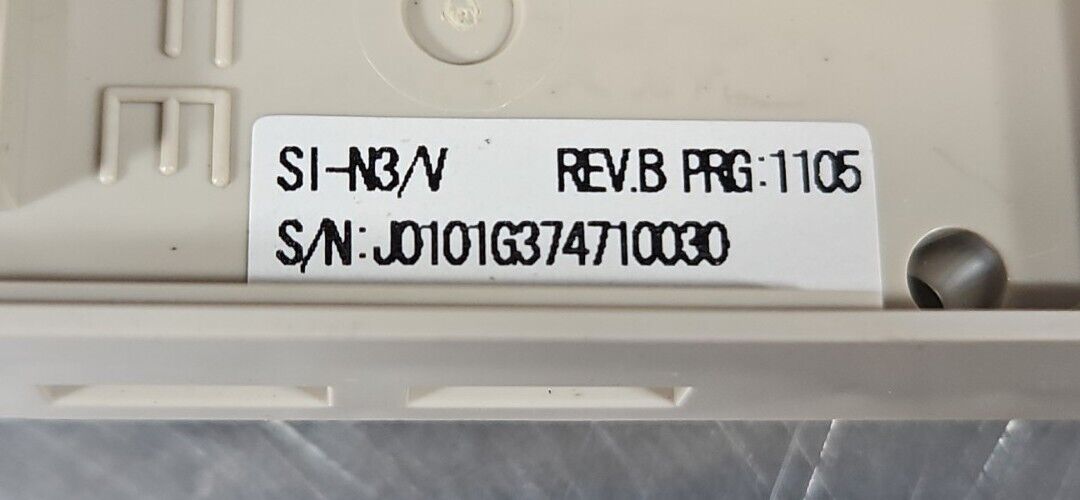 SI-N3/V REV.B PRG:1105
S/N:J0101G374710030